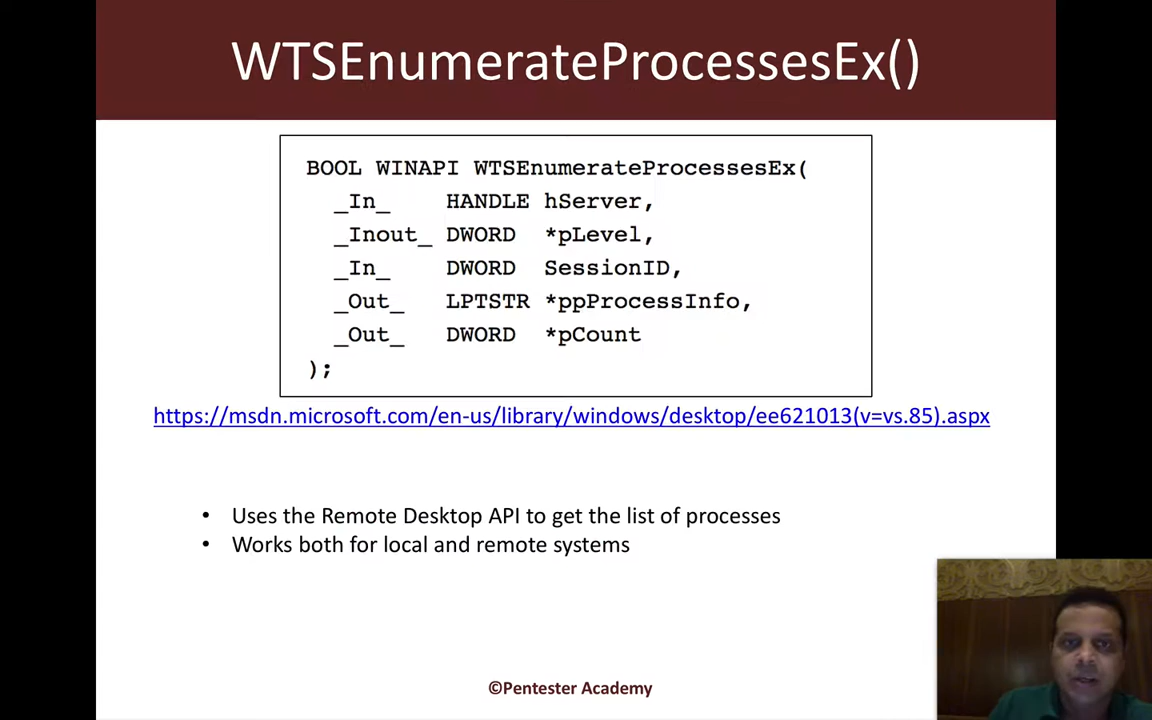 WTSEnumerateProcessesEx()
BOOL WINAPI WTSEnumerateProcessesEx(
_In_ HANDLE hServer,
_Inout_ DWORD *pLevel,
_In_ DWORD SessionID,
_Out_ LPTSTR *ppProcessInfo,
_Out_ DWORD *pCount
);
https://msdn.microsoft.com/en-us/library/windows/desktop/ee621013(v=vs.85).aspx
• Uses the Remote Desktop API to get the list of processes
• Works both for local and remote systems
©Pentester Academy